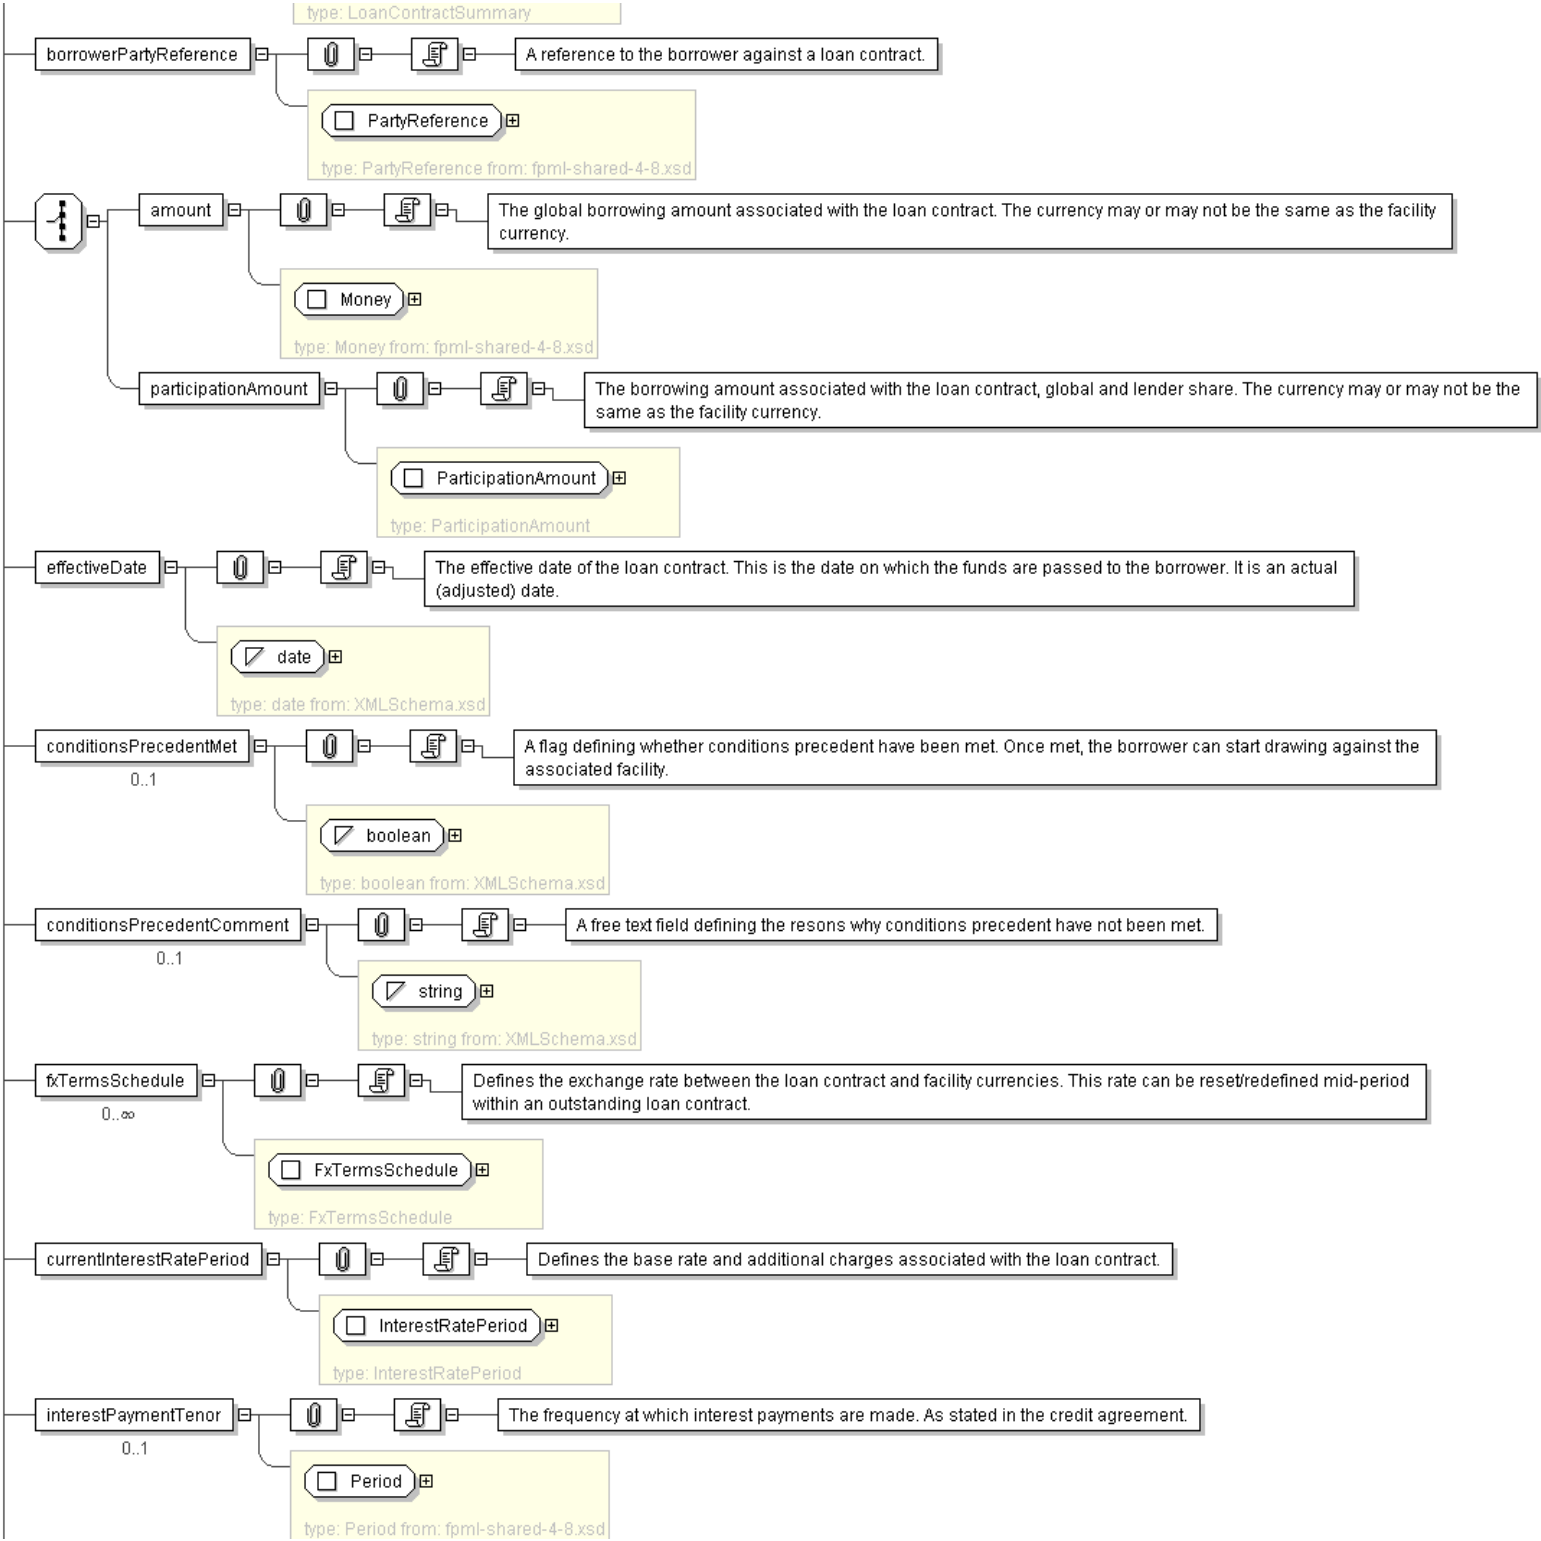 type: LoanContractSummary
borrowerPartyReference
A reference to the borrower against a loan contract.
PartyReference
type: PartyReference from: fpml-shared-4-8.xsd
amount
The global borrowing amount associated with the loan contract. The currency may or may not be the same as the facility
currency.
Money
type: Money from: fpml-shared-4-8.xsd
participationAmount
The borrowing amount associated with the loan contract, global and lender share. The currency may or may not be the
same as the facility currency.
ParticipationAmount
type: ParticipationAmount
effectiveDate
The effective date of the loan contract. This is the date on which the funds are passed to the borrower. It is an actual
(adjusted) date.
date
type: date from: XMLSchema.xsd
conditionsPrecedentMet
0..1
A flag defining whether conditions precedent have been met. Once met, the borrower can start drawing against the
associated facility.
boolean
type: boolean from: XMLSchema.xsd
conditionsPrecedentComment
0..1
A free text field defining the resons why conditions precedent have not been met.
string
type: string from: XMLSchema.xsd
fxTermsSchedule
0..∞
Defines the exchange rate between the loan contract and facility currencies. This rate can be reset/redefined mid-period
within an outstanding loan contract.
FxTermsSchedule
type: FxTermsSchedule
currentInterestRatePeriod
Defines the base rate and additional charges associated with the loan contract.
InterestRatePeriod
type: InterestRatePeriod
interestPaymentTenor
0..1
The frequency at which interest payments are made. As stated in the credit agreement.
Period
type: Period from: fpml-shared-4-8.xsd